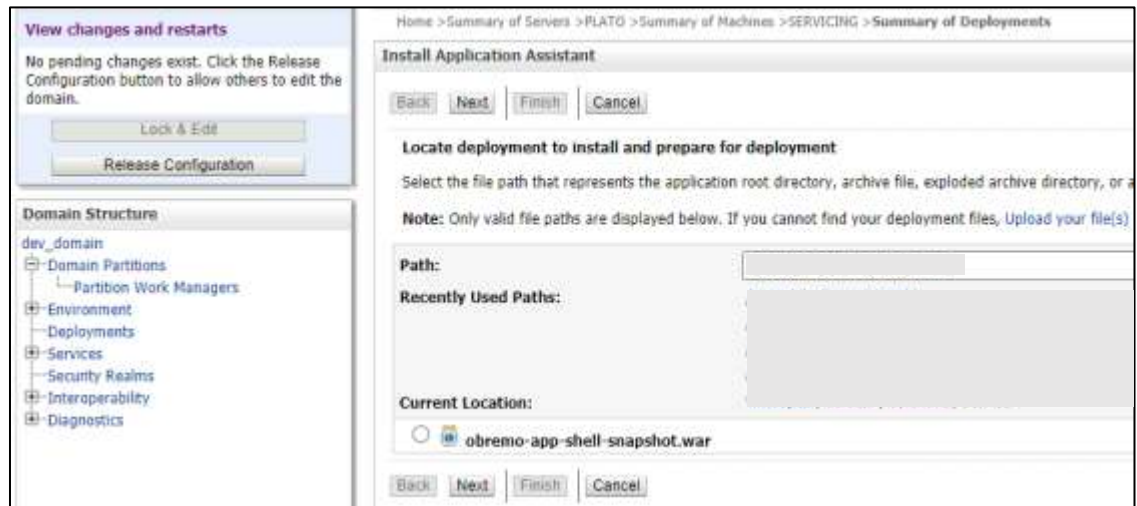 View changes and restarts
No pending changes exist. Click the Release
Configuration button to allow others to edit the
domain.
Lock & Edit
Release Configuration
Domain Structure
dev_domain
Domain Partitions
Partition Work Managers
Environment
Deployments
Services
Security Realms
Interoperability
Diagnostics
Home >Summary of Servers >PLATO >Summary of Machines >SERVICING >Summary of Deployments
Install Application Assistant
Back Next Finish Cancel
Locate deployment to install and prepare for deployment
Select the file path that represents the application root directory, archive file, exploded archive directory, or a
Note: Only valid file paths are displayed below. If you cannot find your deployment files, Upload your file(s)
Path:
Recently Used Paths:
Current Location:
obremo-app-shell-snapshot.war
Back Next Finish Cancel